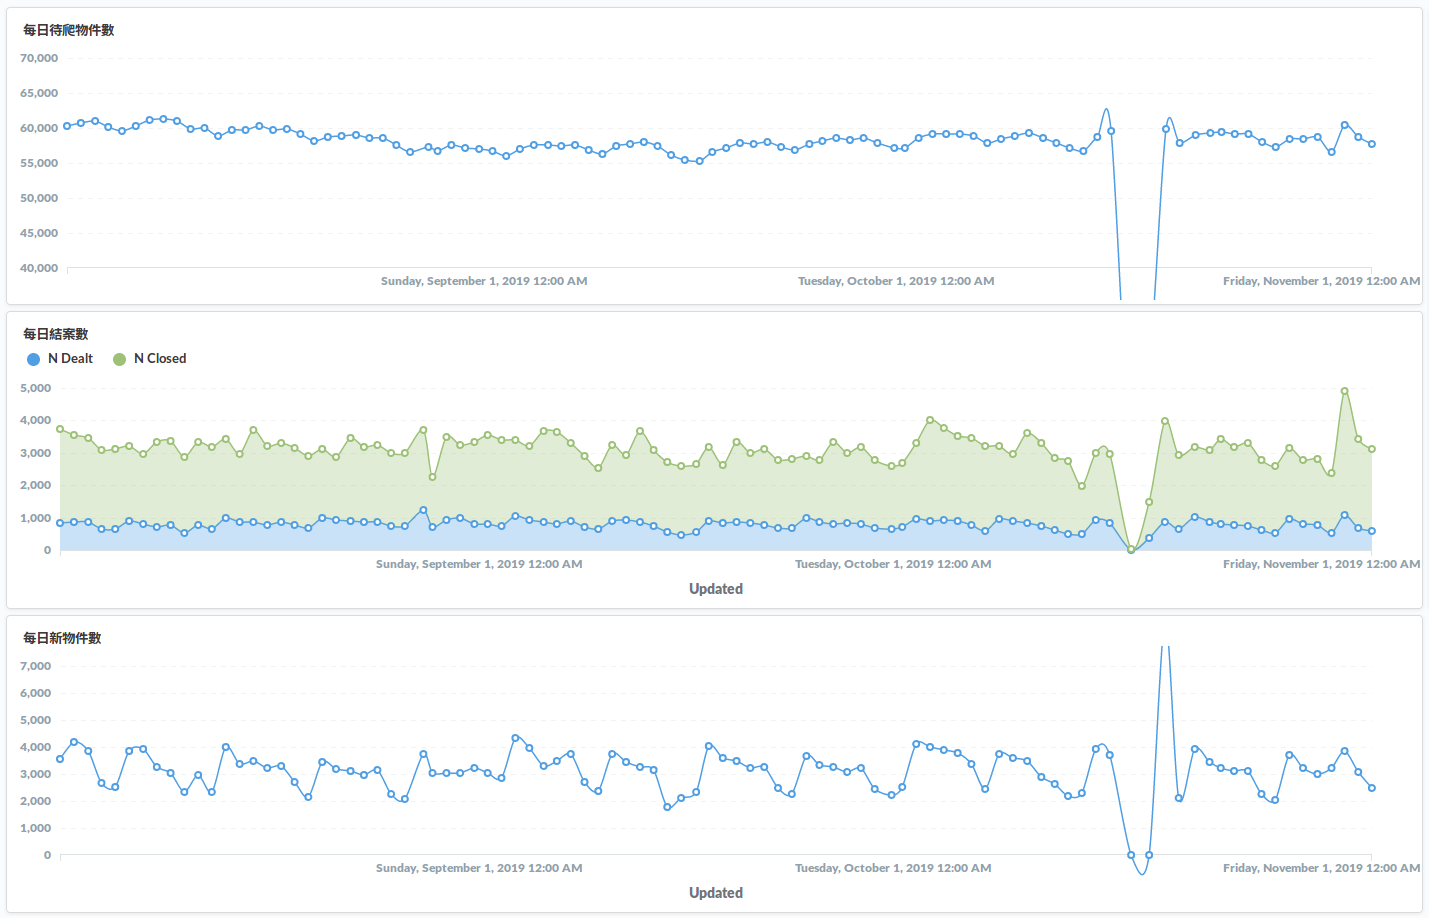 每日待爬物件數
70,000
65,000
60,000
55,000
50,000
45,000
40,000
Sunday, September 1, 2019 12:00 AM
Tuesday, October 1, 2019 12:00 AM
Friday, November 1, 2019 12:00 AM
每日結案數
N Dealt N Closed
5,000
4,000
3,000
2,000
1,000
0
Sunday, September 1, 2019 12:00 AM
Tuesday, October 1, 2019 12:00 AM
Friday, November 1, 2019 12:00 AM
Updated
每日新物件數
7,000
6,000
5,000
4,000
3,000
2,000
1,000
0
Sunday, September 1, 2019 12:00 AM
Tuesday, October 1, 2019 12:00 AM
Friday, November 1, 2019 12:00 AM
Updated